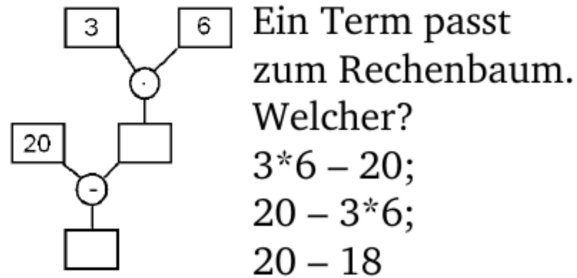 3 6
·
20
-
Ein Term passt
zum Rechenbaum.
Welcher?
3*6 – 20;
20 – 3*6;
20 – 18